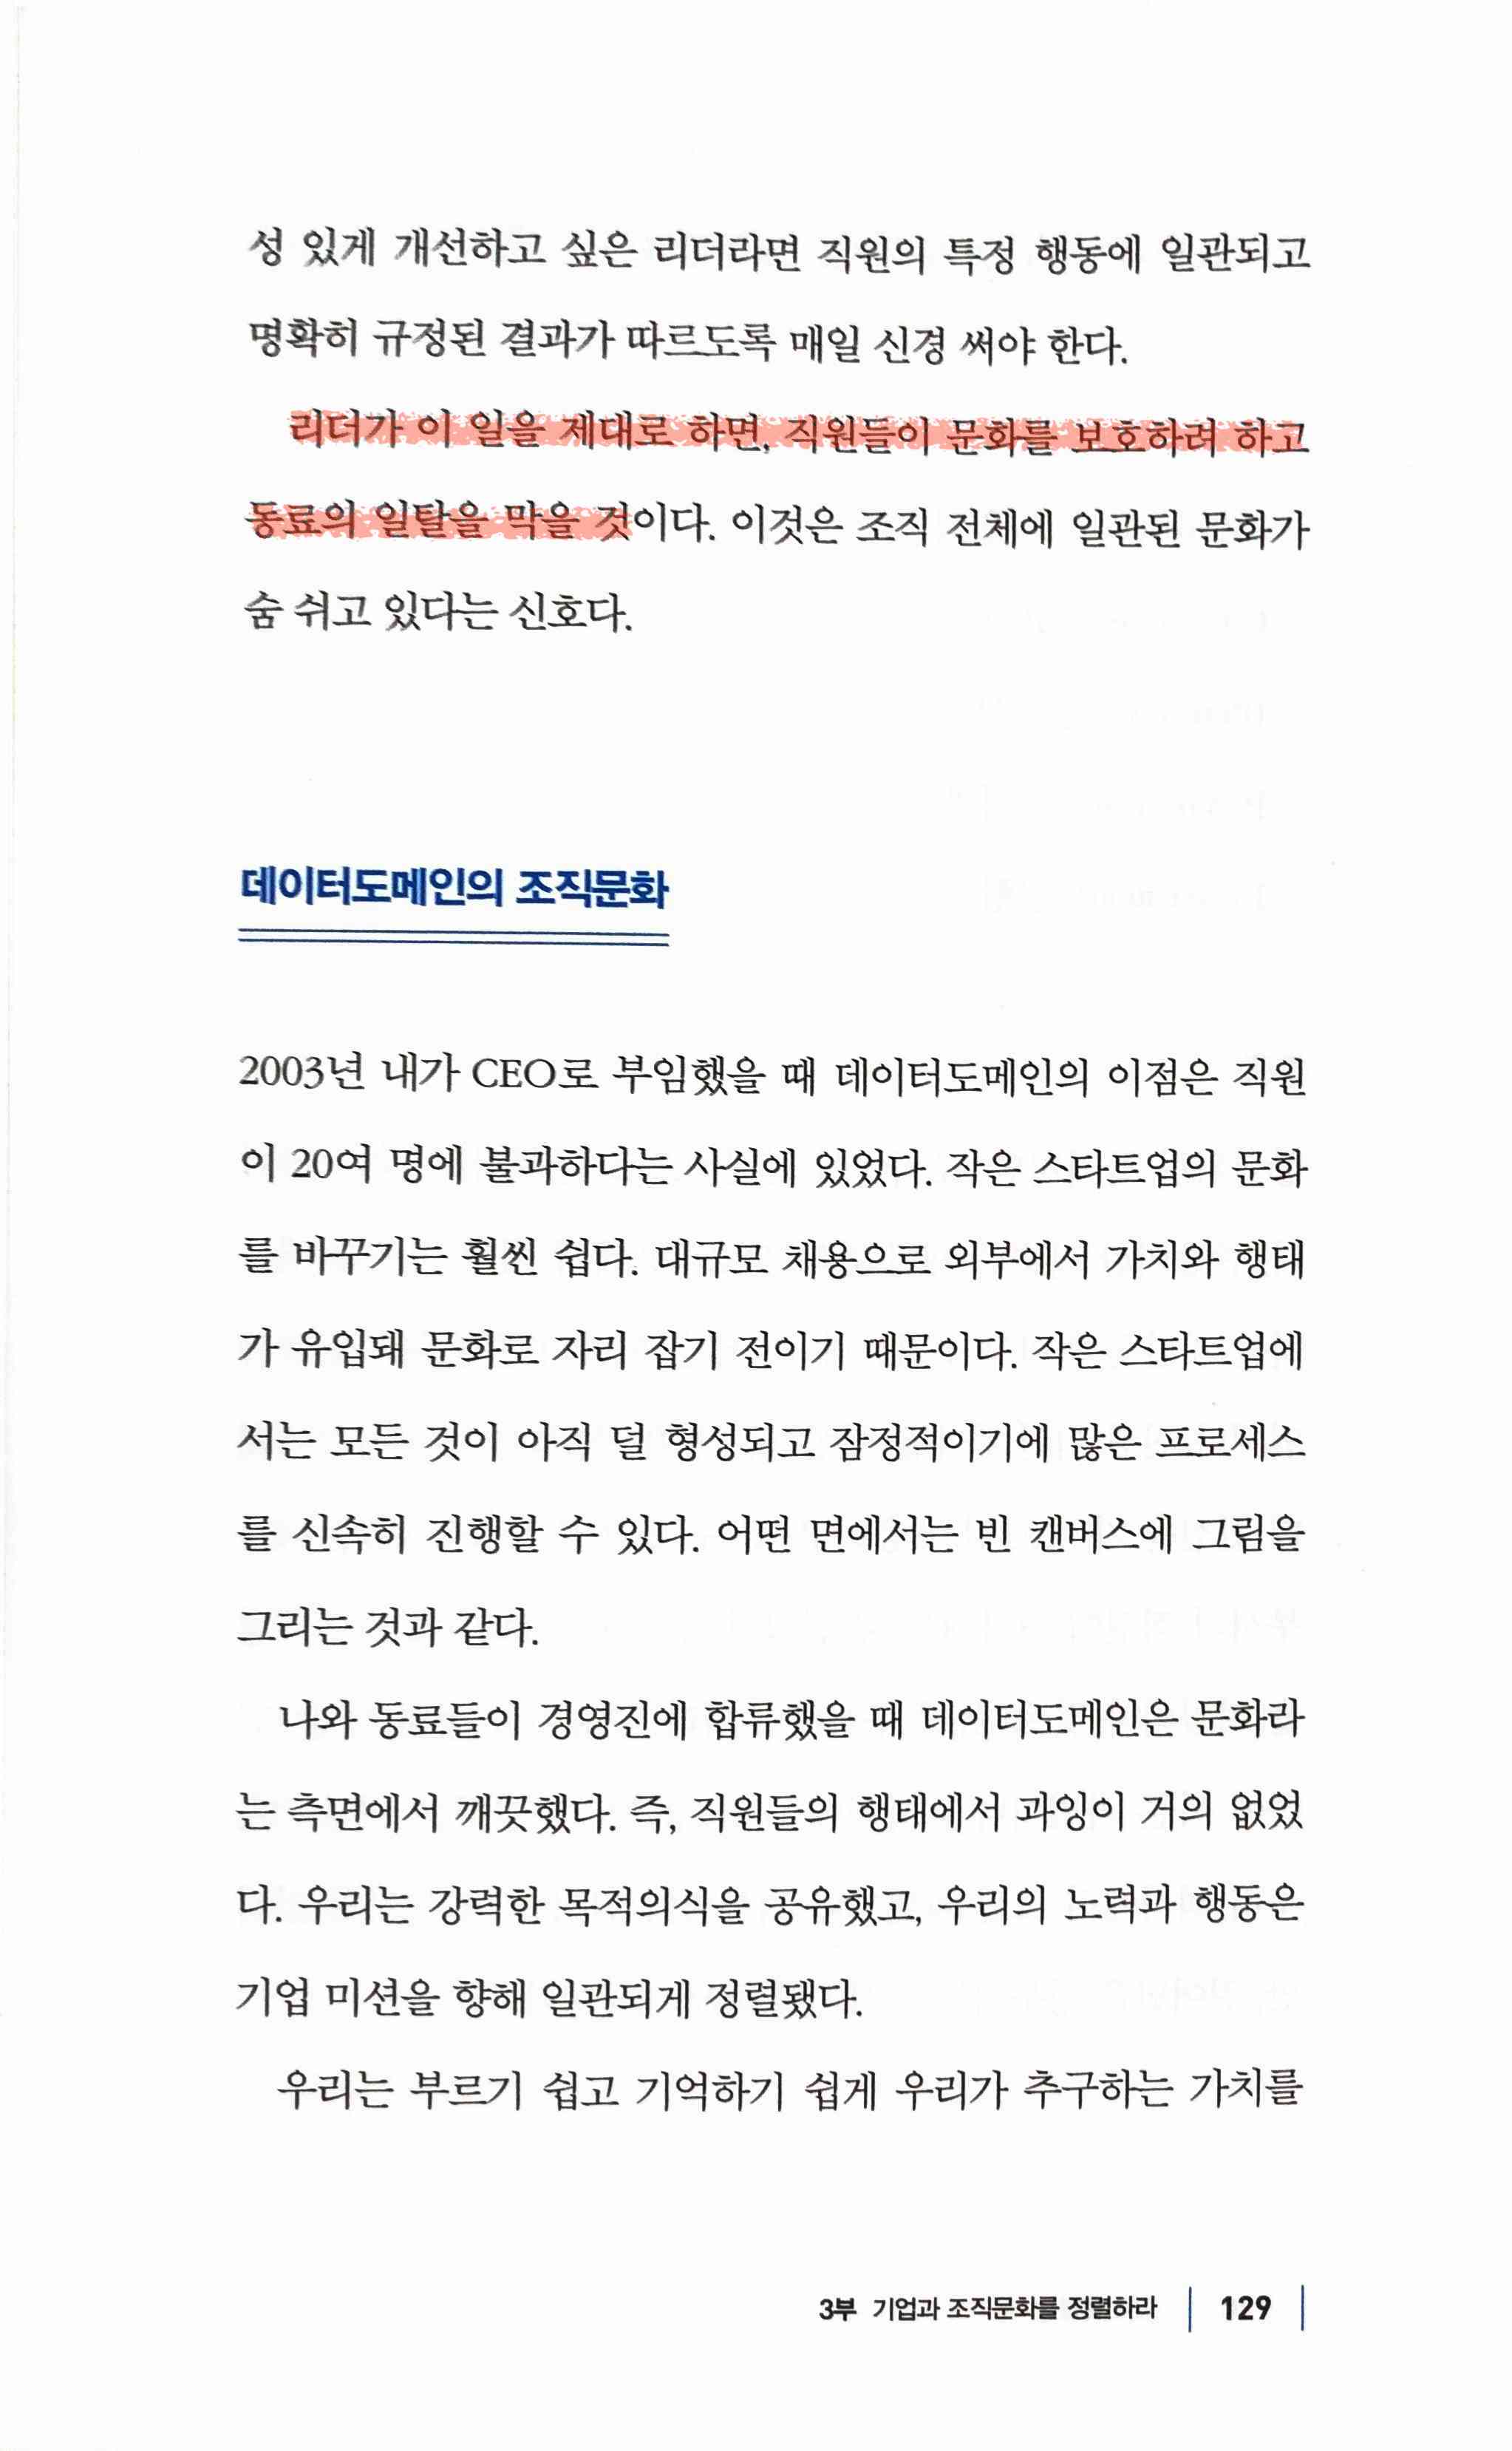 성 있게 개선하고 싶은 리더라면 직원의 특정 행동에 일관되고
명확히 규정된 결과가 따르도록 매일 신경 써야 한다.
리더가 이 일을 제대로 하면, 직원들이 문화를 보호하려 하고
동료의 일탈을 막을 것이다. 이것은 조직 전체에 일관된 문화가
숨 쉬고 있다는 신호다.
데이터도메인의 조직문화
2003년 내가 CEO로 부임했을 때 데이터도메인의 이점은 직원
이 20여 명에 불과하다는 사실에 있었다. 작은 스타트업의 문화
를 바꾸기는 훨씬 쉽다. 대규모 채용으로 외부에서 가치와 행태
가 유입돼 문화로 자리 잡기 전이기 때문이다. 작은 스타트업에
서는 모든 것이 아직 덜 형성되고 잠정적이기에 많은 프로세스
를 신속히 진행할 수 있다. 어떤 면에서는 빈 캔버스에 그림을
그리는 것과 같다.
나와 동료들이 경영진에 합류했을 때 데이터도메인은 문화라
는 측면에서 깨끗했다. 즉, 직원들의 행태에서 과잉이 거의 없었
다. 우리는 강력한 목적의식을 공유했고, 우리의 노력과 행동은
기업 미션을 향해 일관되게 정렬됐다.
우리는 부르기 쉽고 기억하기 쉽게 우리가 추구하는 가치를
3부 기업과 조직문화를 정렬하라 | 129 |